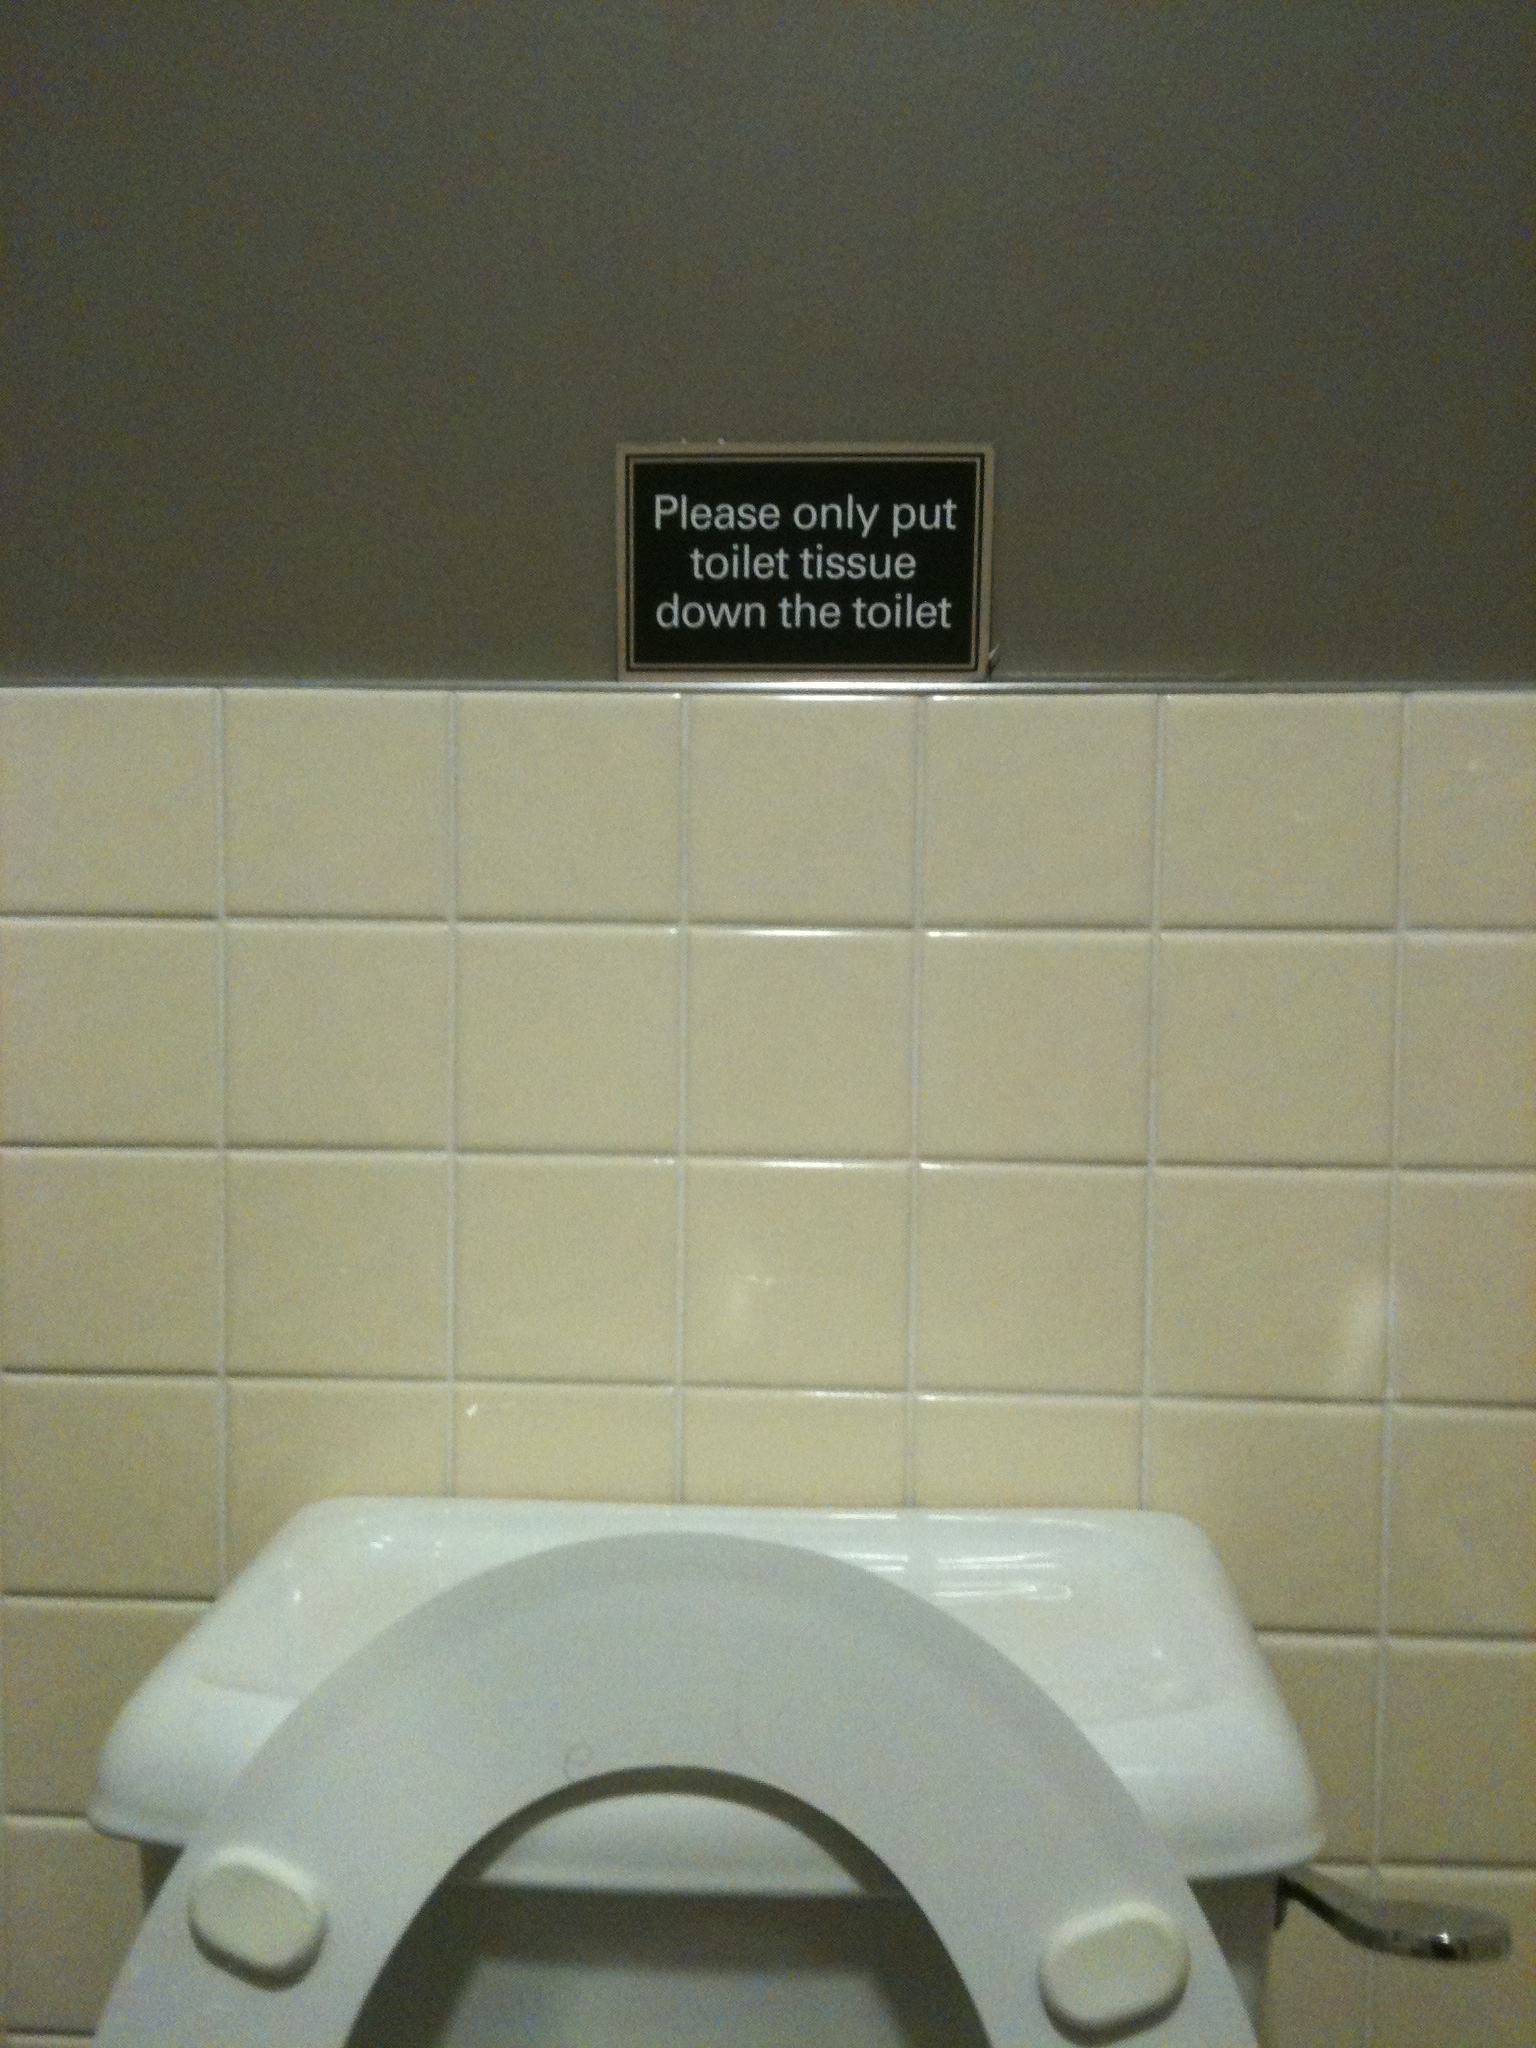 Please only put
toilet tissue
down the toilet